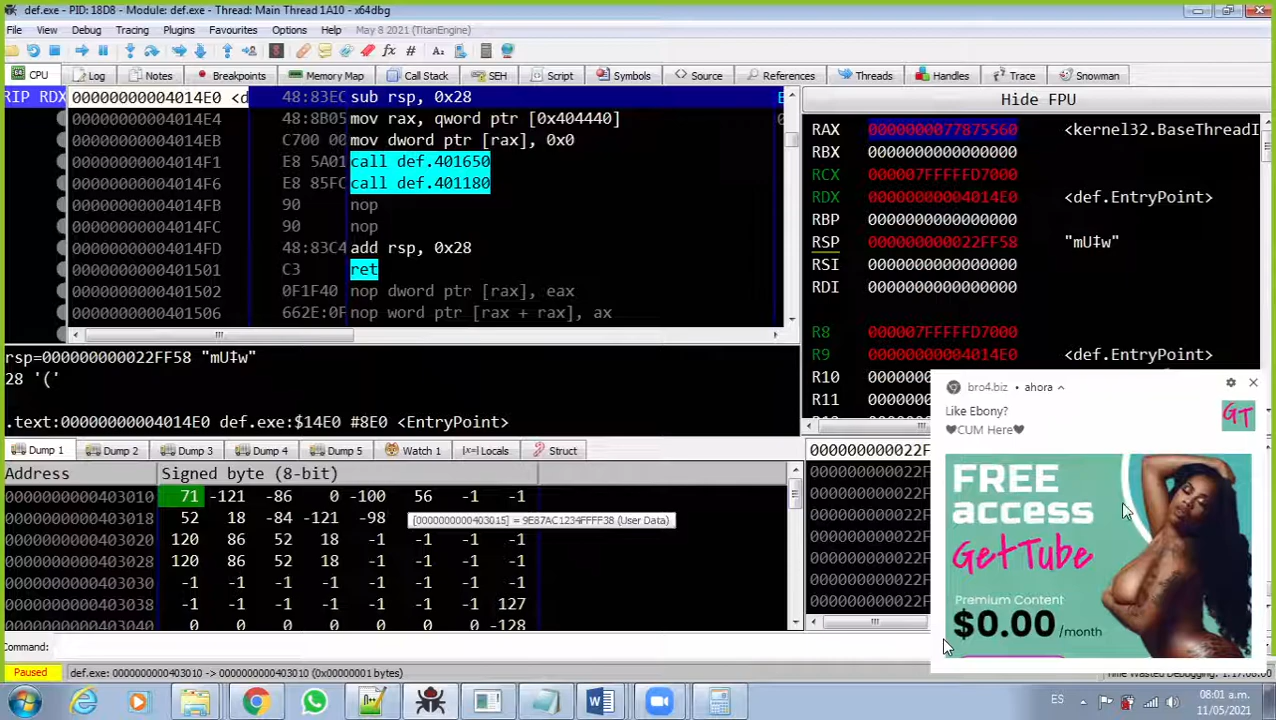 def.exe - PID: 18D8 - Module: def.exe - Thread: Main Thread 1A10 - x64dbg
File View Debug Tracing Plugins Favourites Options Help May 8 2021 (TitanEngine)
CPU Log Notes Breakpoints Memory Map Call Stack SEH Script Symbols Source References Threads Handles Trace Snowman
RIP RDX 00000000004014E0 <d 48:83EC sub rsp, 0x28
00000000004014E4 48:8B05 mov rax, qword ptr [0x404440]
00000000004014EB C700 00 mov dword ptr [rax], 0x0
00000000004014F1 E8 5A01 call def.401650
00000000004014F6 E8 85FC call def.401180
00000000004014FB 90 nop
00000000004014FC 90 nop
00000000004014FD 48:83C4 add rsp, 0x28
0000000000401501 C3 ret
0000000000401502 0F1F40 nop dword ptr [rax], eax
0000000000401506 662E:0F nop word ptr [rax + rax], ax
Hide FPU
RAX 0000000077875560 <kernel32.BaseThreadI
RBX 0000000000000000
RCX 000007FFFFFD7000
RDX 00000000004014E0 <def.EntryPoint>
RBP 0000000000000000
RSP 000000000022FF58 "mU‡w"
RSI 0000000000000000
RDI 0000000000000000
R8 000007FFFFFD7000
R9 00000000004014E0 <def.EntryPoint>
R10
R11
rsp=000000000022FF58 "mU‡w"
28 '('
.text:00000000004014E0 def.exe:$14E0 #8E0 <EntryPoint>
Dump 1 Dump 2 Dump 3 Dump 4 Dump 5 Watch 1 [x=] Locals Struct
Address Signed byte (8-bit)
0000000000403010 71 -121 -86 0 -100 56 -1 -1
0000000000403018 52 18 -84 -121 -98
[0000000000403015] = 9E87AC1234FFFF38 (User Data)
0000000000403020 120 86 52 18 -1 -1 -1 -1
0000000000403028 120 86 52 18 -1 -1 -1 -1
0000000000403030 -1 -1 -1 -1 -1 -1 -1 -1
0000000000403038 -1 -1 -1 -1 -1 -1 -1 127
0000000000403040 0 0 0 0 0 0 0 -128
bro4.biz • ahora
Like Ebony?
♥CUM Here♥
GT
FREE
access
GetTube
Premium Content
$0.00 /month
Command:
Paused def.exe: 0000000000403010 -> 0000000000403010 (0x00000001 bytes)
ES 08:01 a.m.
11/05/2021